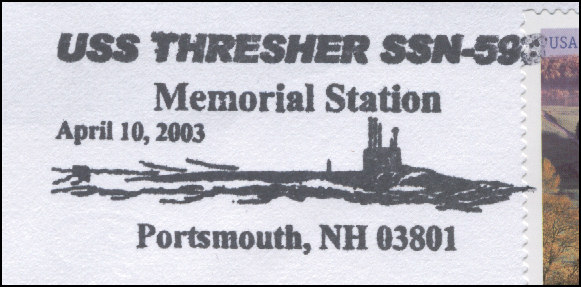 USS THRESHER SSN-59
USA
Memorial Station
April 10, 2003
Portsmouth, NH 03801